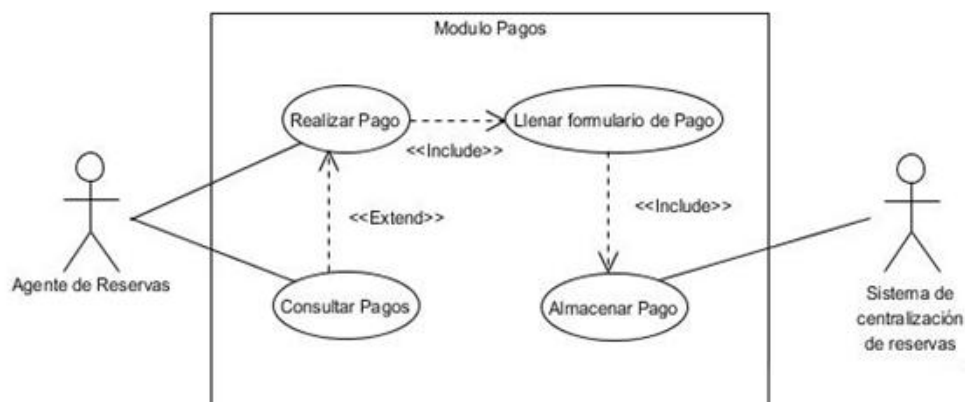 Modulo Pagos
Realizar Pago
Llenar formulario de Pago
<<Include>>
<<Extend>>
<<Include>>
Agente de Reservas
Consultar Pagos
Almacenar Pago
Sistema de
centralización
de reservas